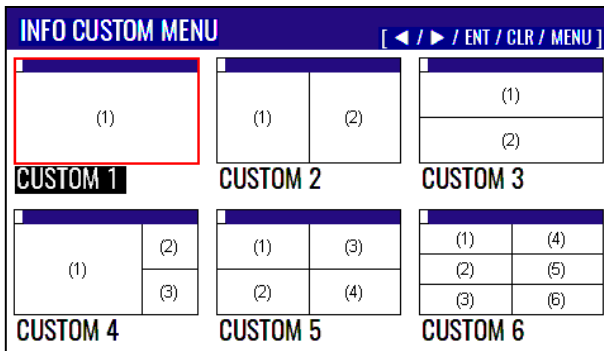 INFO CUSTOM MENU [ ◀ / ▶ / ENT / CLR / MENU ]
(1) (1) (2) (1)
(2)
CUSTOM 1 CUSTOM 2 CUSTOM 3
(1) (2) (3) (1) (3) (2) (4) (1) (4)
(2) (5)
(3) (6)
CUSTOM 4 CUSTOM 5 CUSTOM 6